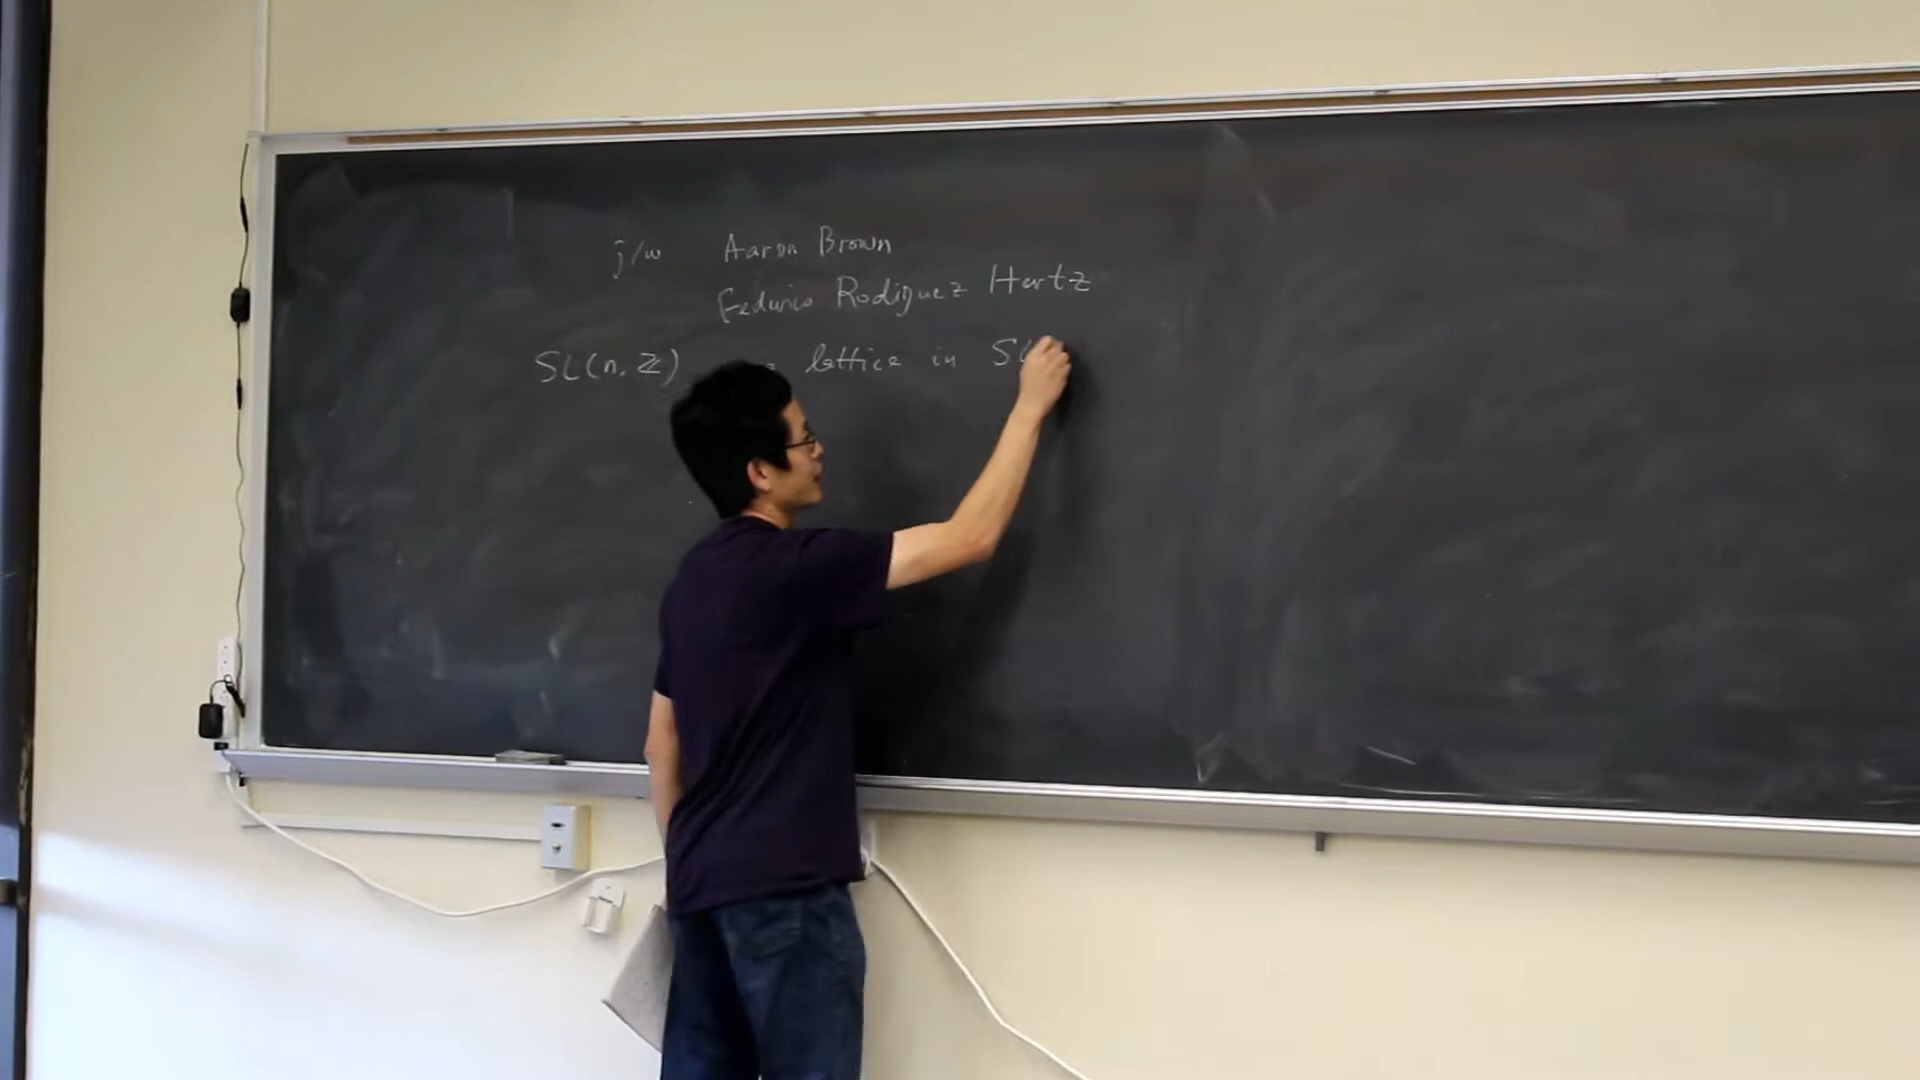 j/w Aaron Brown
Federico Rodriguez Hertz
SL(n, ℤ) lattice in SL